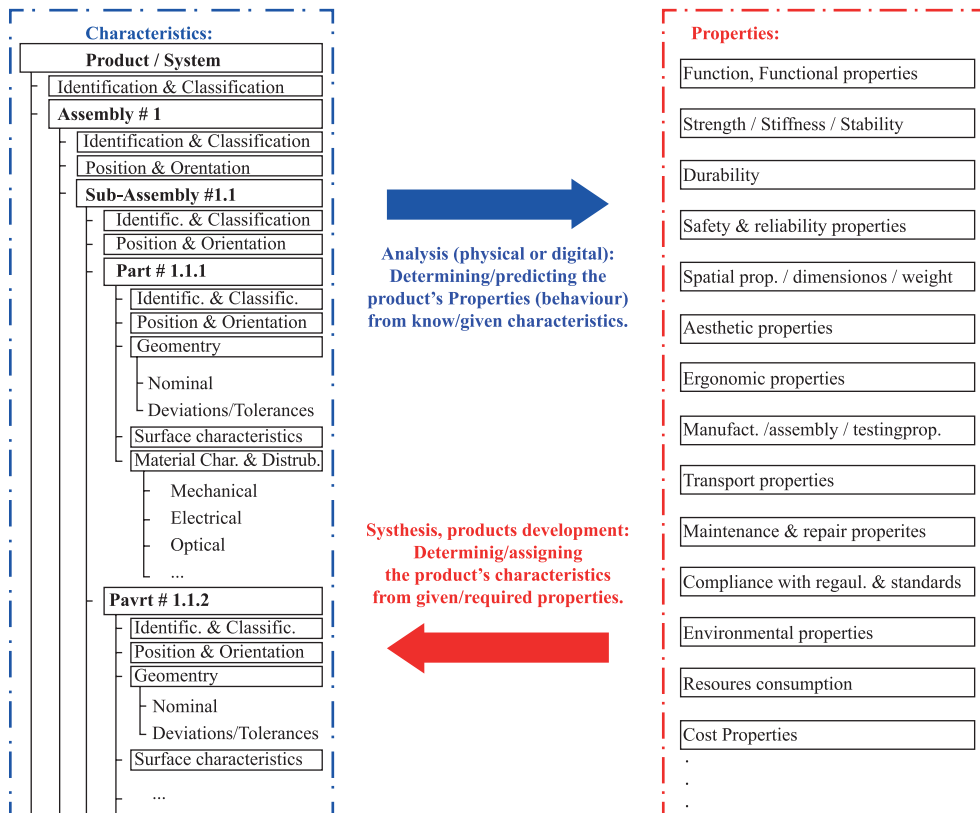 Characteristics:
Product / System
Identification & Classification
Assembly # 1
Identification & Classification
Position & Orentation
Sub-Assembly #1.1
Identific. & Classification
Position & Orientation
Part # 1.1.1
Identific. & Classific.
Position & Orientation
Geomentry
Nominal
Deviations/Tolerances
Surface characteristics
Material Char. & Distrub.
Mechanical
Electrical
Optical
...
Pavrt # 1.1.2
Identific. & Classific.
Position & Orientation
Geomentry
Nominal
Deviations/Tolerances
Surface characteristics
...
Analysis (physical or digital):
Determining/predicting the
product’s Properties (behaviour)
from know/given characteristics.
Systhesis, products development:
Determinig/assigning
the product’s characteristics
from given/required properties.
Properties:
Function, Functional properties
Strength / Stiffness / Stability
Durability
Safety & reliability properties
Spatial prop. / dimensionos / weight
Aesthetic properties
Ergonomic properties
Manufact. /assembly / testingprop.
Transport properties
Maintenance & repair properites
Compliance with regaul. & standards
Environmental properties
Resoures consumption
Cost Properties
.
.
.